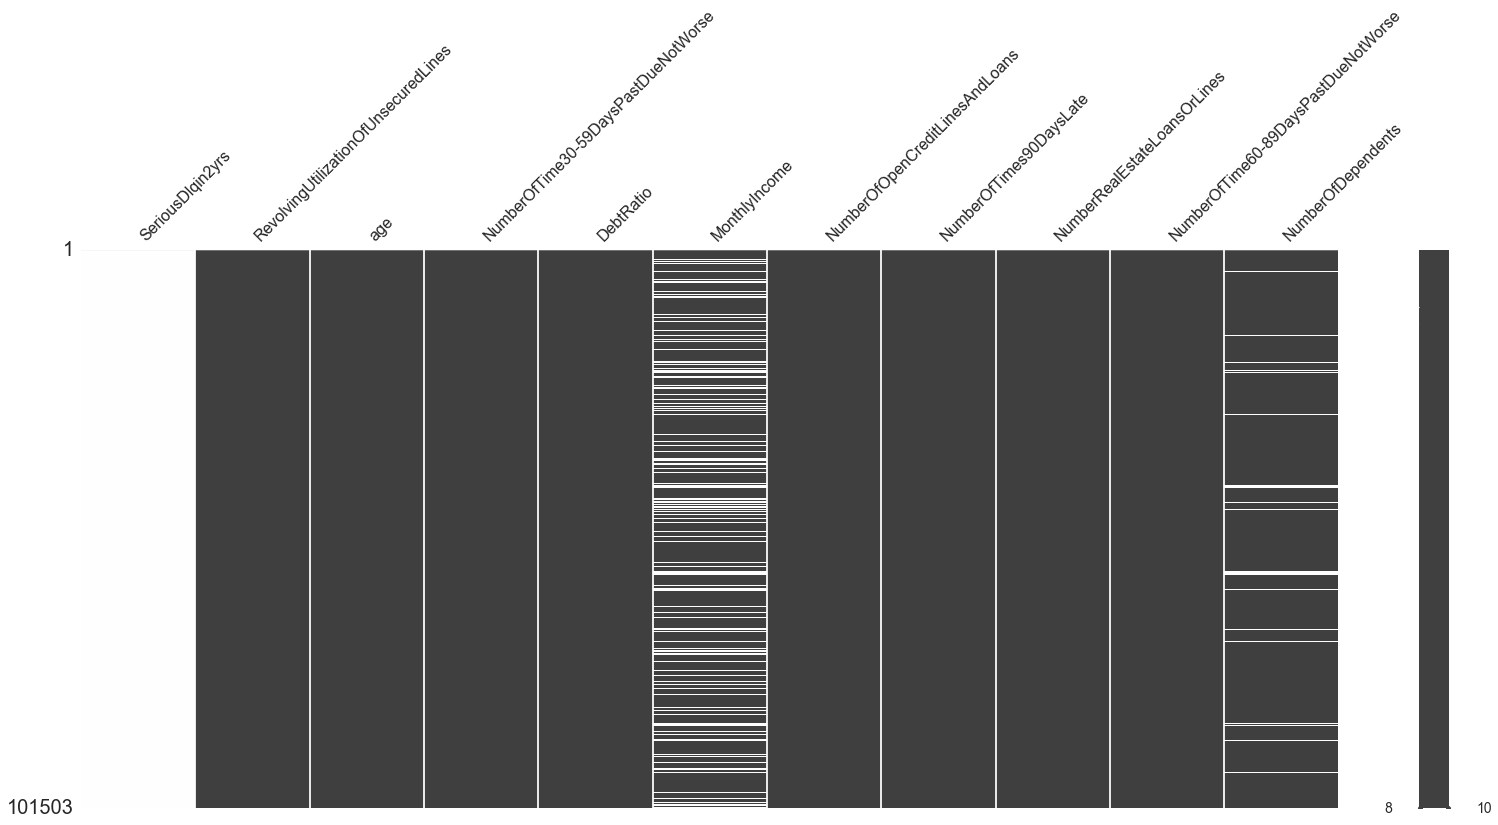 SeriousDlqin2yrs
RevolvingUtilizationOfUnsecuredLines
age
NumberOfTime30-59DaysPastDueNotWorse
DebtRatio
MonthlyIncome
NumberOfOpenCreditLinesAndLoans
NumberOfTimes90DaysLate
NumberRealEstateLoansOrLines
NumberOfTime60-89DaysPastDueNotWorse
NumberOfDependents
1
101503
8
10